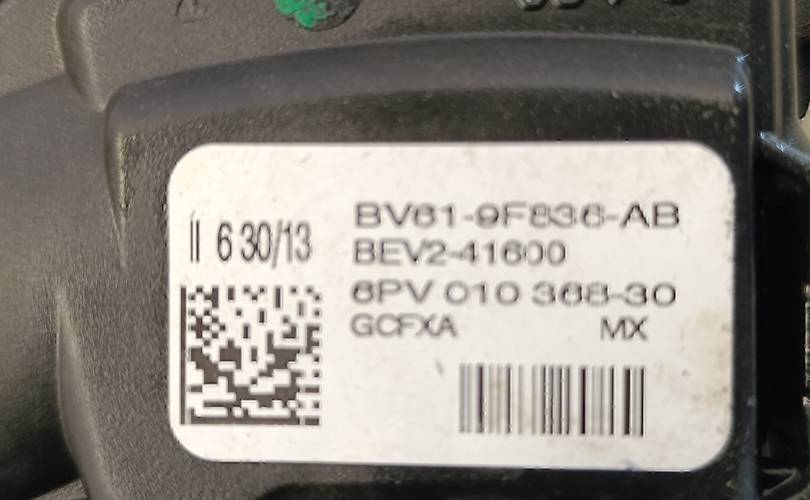 II 6 30/13
BV61-9F836-AB
BEV2-41600
6PV 010 368-30
GCFXA MX